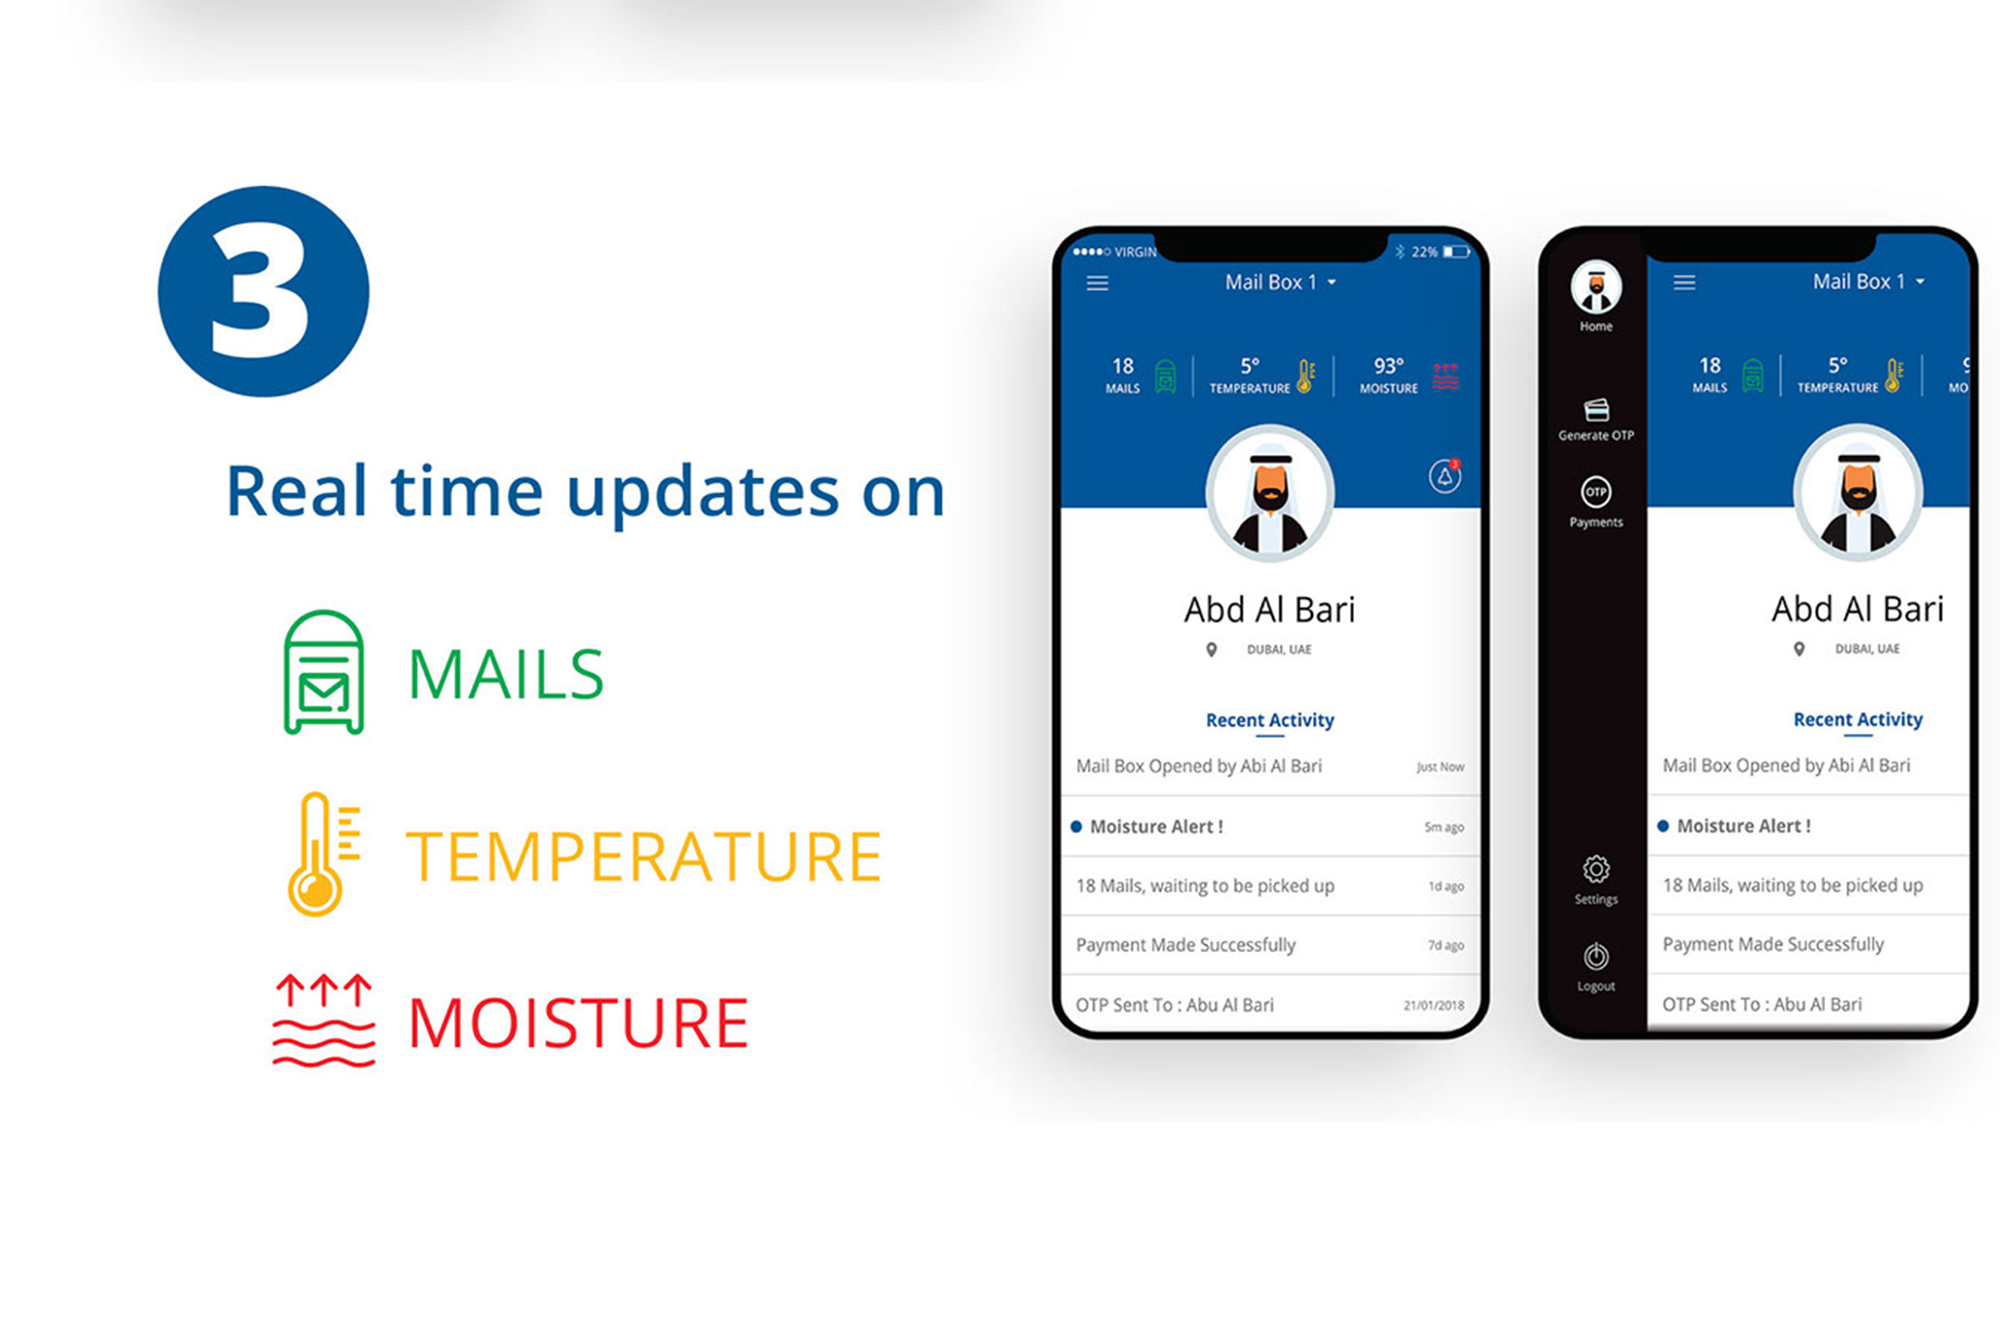 3
Real time updates on
MAILS
TEMPERATURE
MOISTURE
VIRGIN
22%
Mail Box 1
18
MAILS
5°
TEMPERATURE
93°
MOISTURE
3
Abd Al Bari
DUBAI, UAE
Recent Activity
Mail Box Opened by Abi Al Bari Just Now
Moisture Alert ! 5m ago
18 Mails, waiting to be picked up 1d ago
Payment Made Successfully 7d ago
OTP Sent To : Abu Al Bari 21/01/2018
Home
Generate OTP
OTP
Payments
Settings
Logout
Mail Box 1
18
MAILS
5°
TEMPERATURE
9
MO
Abd Al Bari
DUBAI, UAE
Recent Activity
Mail Box Opened by Abi Al Bari
Moisture Alert !
18 Mails, waiting to be picked up
Payment Made Successfully
OTP Sent To : Abu Al Bari